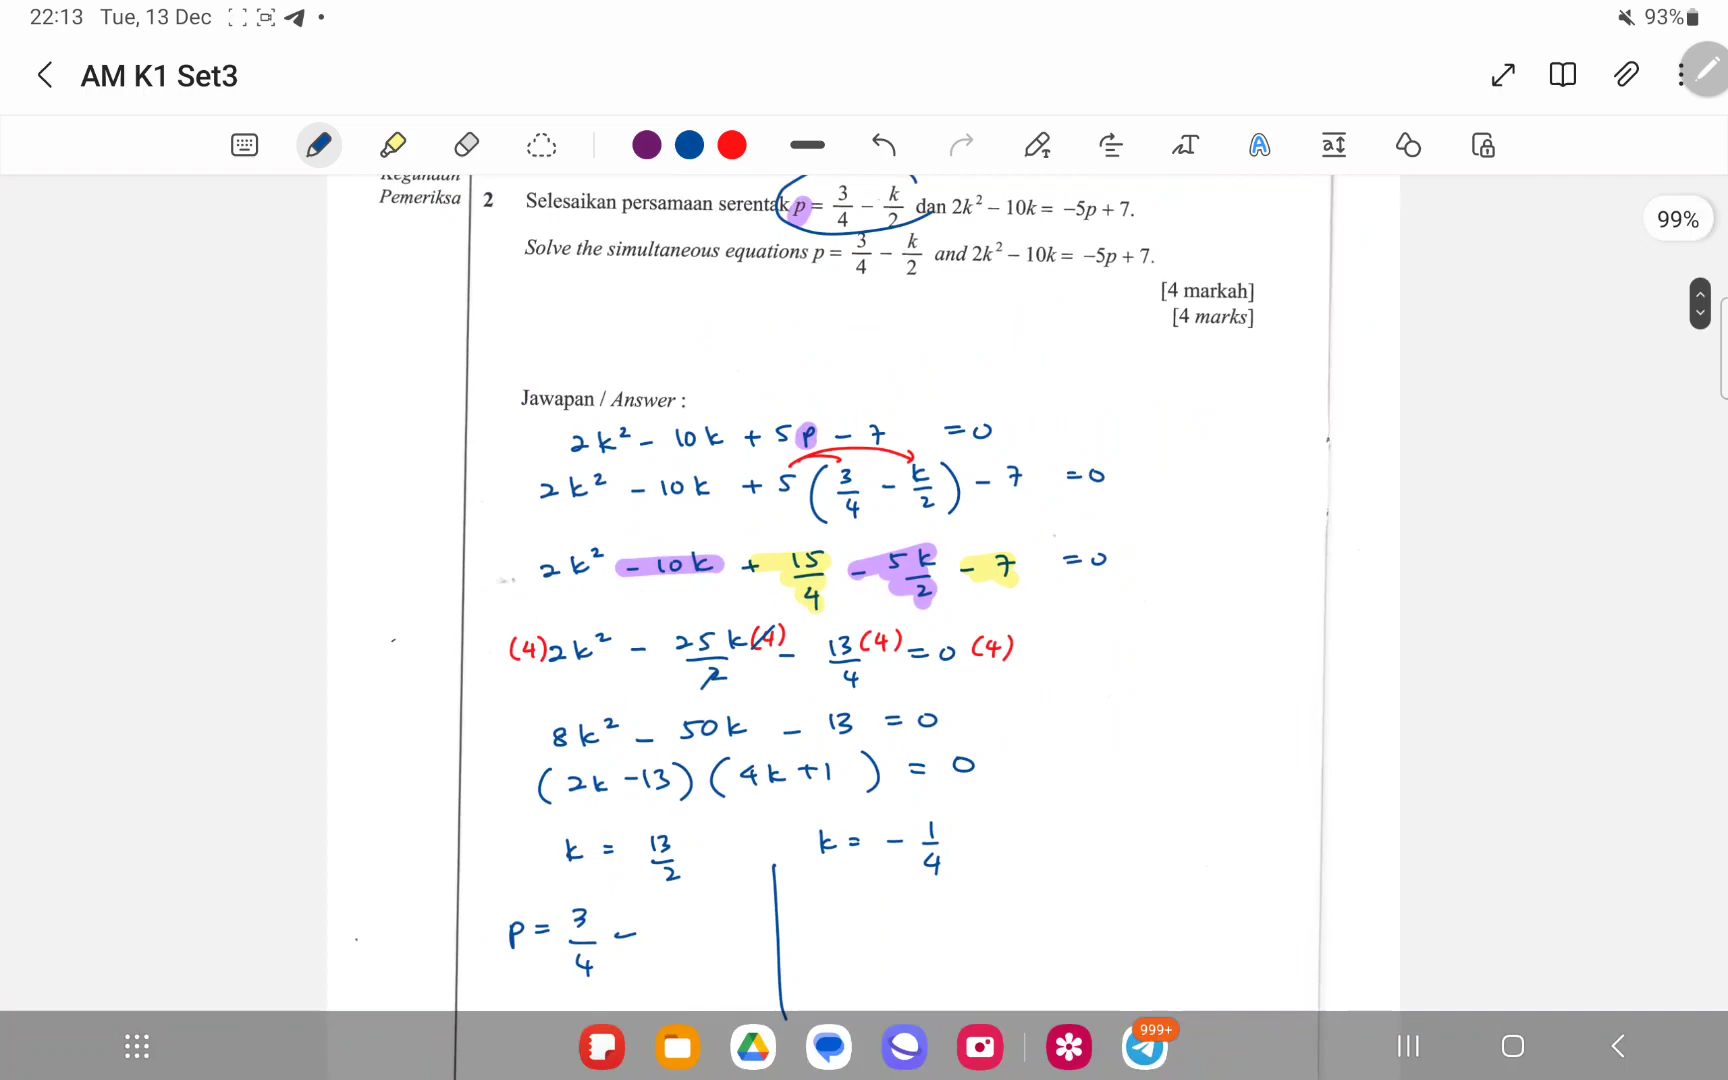 22:13 Tue, 13 Dec
93%
AM K1 Set3
99%
Kegunaan
Pemeriksa
2 Selesaikan persamaan serentak p = 3/4 − k/2 dan 2k² − 10k = −5p + 7.
Solve the simultaneous equations p = 3/4 − k/2 and 2k² − 10k = −5p + 7.
[4 markah]
[4 marks]
Jawapan / Answer :
2k² − 10k + 5p − 7 = 0
2k² − 10k + 5(3/4 − k/2) − 7 = 0
2k² − 10k + 15/4 − 5k/2 − 7 = 0
(4)2k² − 25k/2(4) − 13/4(4) = 0 (4)
8k² − 50k − 13 = 0
(2k − 13)(4k + 1) = 0
k = 13/2 k = − 1/4
p = 3/4 −
999+